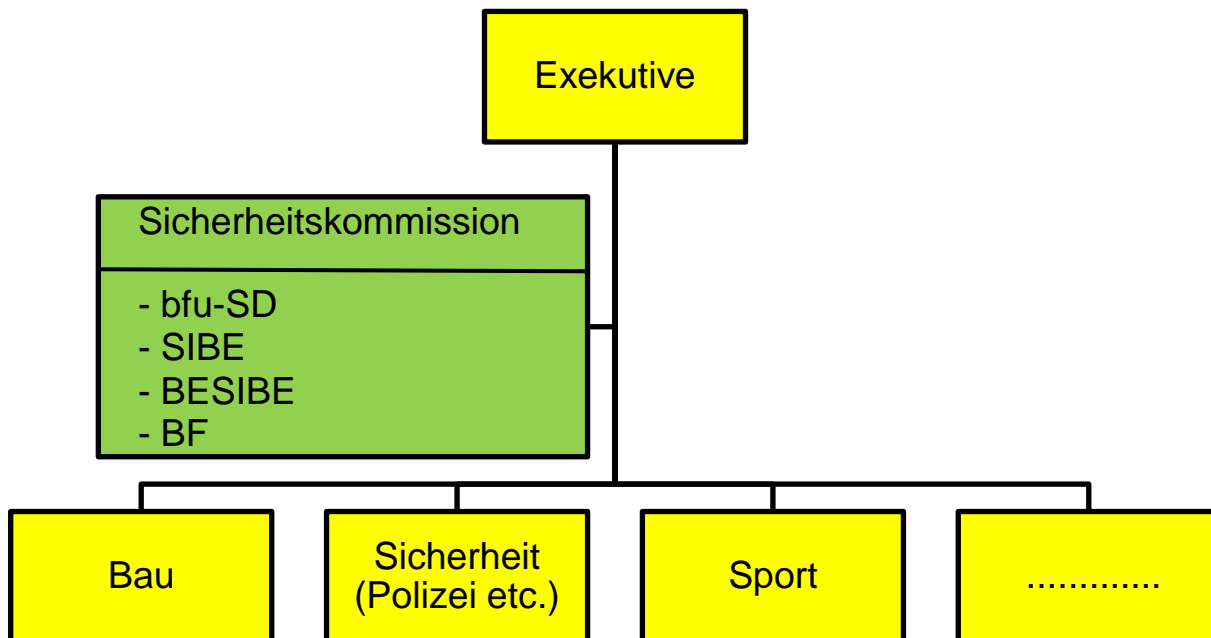 Exekutive
Sicherheitskommission
- bfu-SD
- SIBE
- BESIBE
- BF
Bau
Sicherheit
(Polizei etc.)
Sport
.............